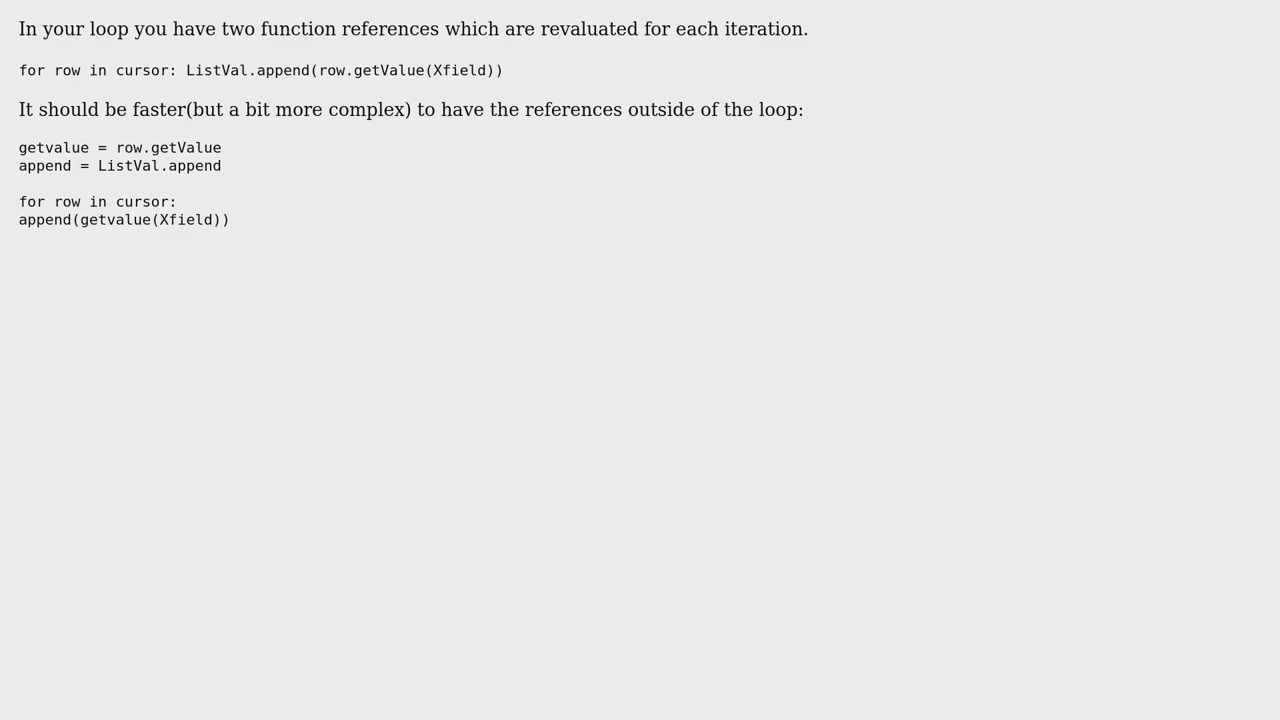 In your loop you have two function references which are revaluated for each iteration.
for row in cursor: ListVal.append(row.getValue(Xfield))
It should be faster(but a bit more complex) to have the references outside of the loop:
getvalue = row.getValue
append = ListVal.append
for row in cursor:
append(getvalue(Xfield))